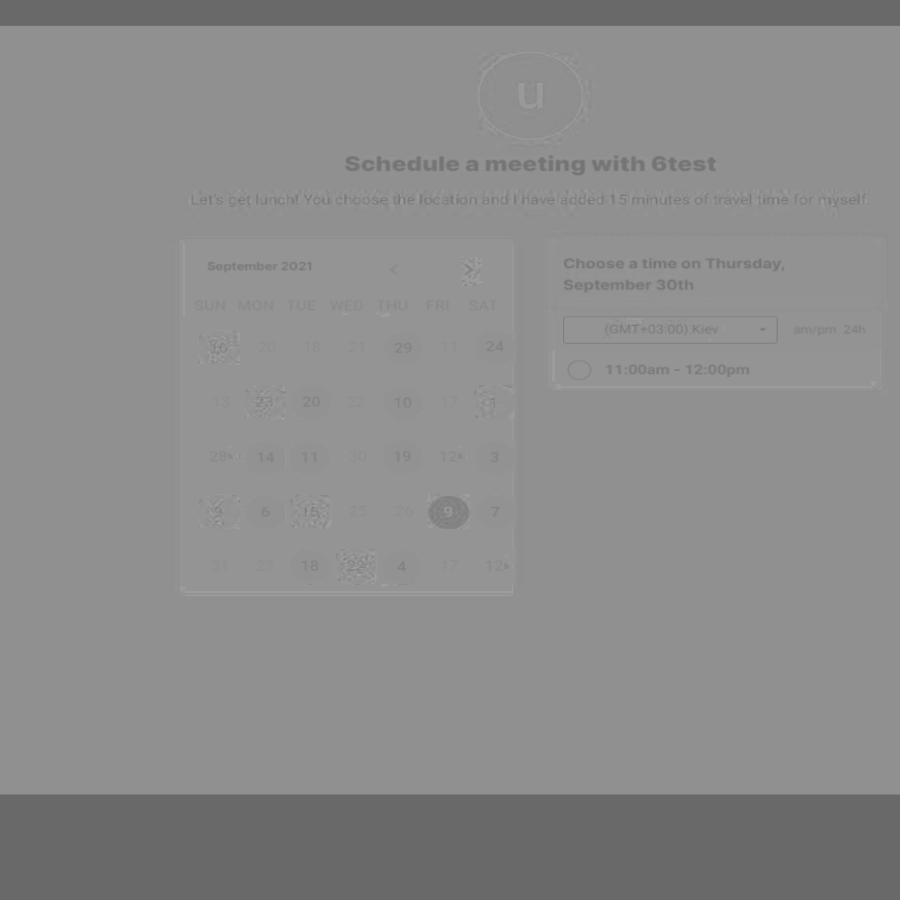 u
Schedule a meeting with 6test
Let's get lunch! You choose the location and I have added 15 minutes of travel time for myself.
September 2021 < >
SUN MON TUE WED THU FRI SAT
20 18 21 29 11 24
13 23 20 22 10 17 1
28 14 11 30 19 12 3
9 6 15 25 26 9 7
21 18 22 4 17 12
Choose a time on Thursday,
September 30th
(GMT+03:00) Kiev am/pm 24h
11:00am - 12:00pm